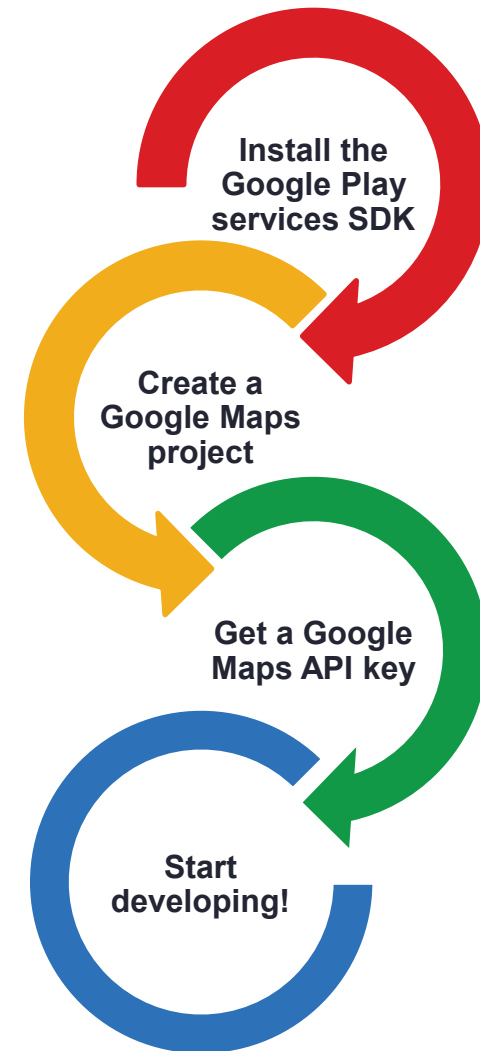 Install the
Google Play
services SDK
Create a
Google Maps
project
Get a Google
Maps API key
Start
developing!